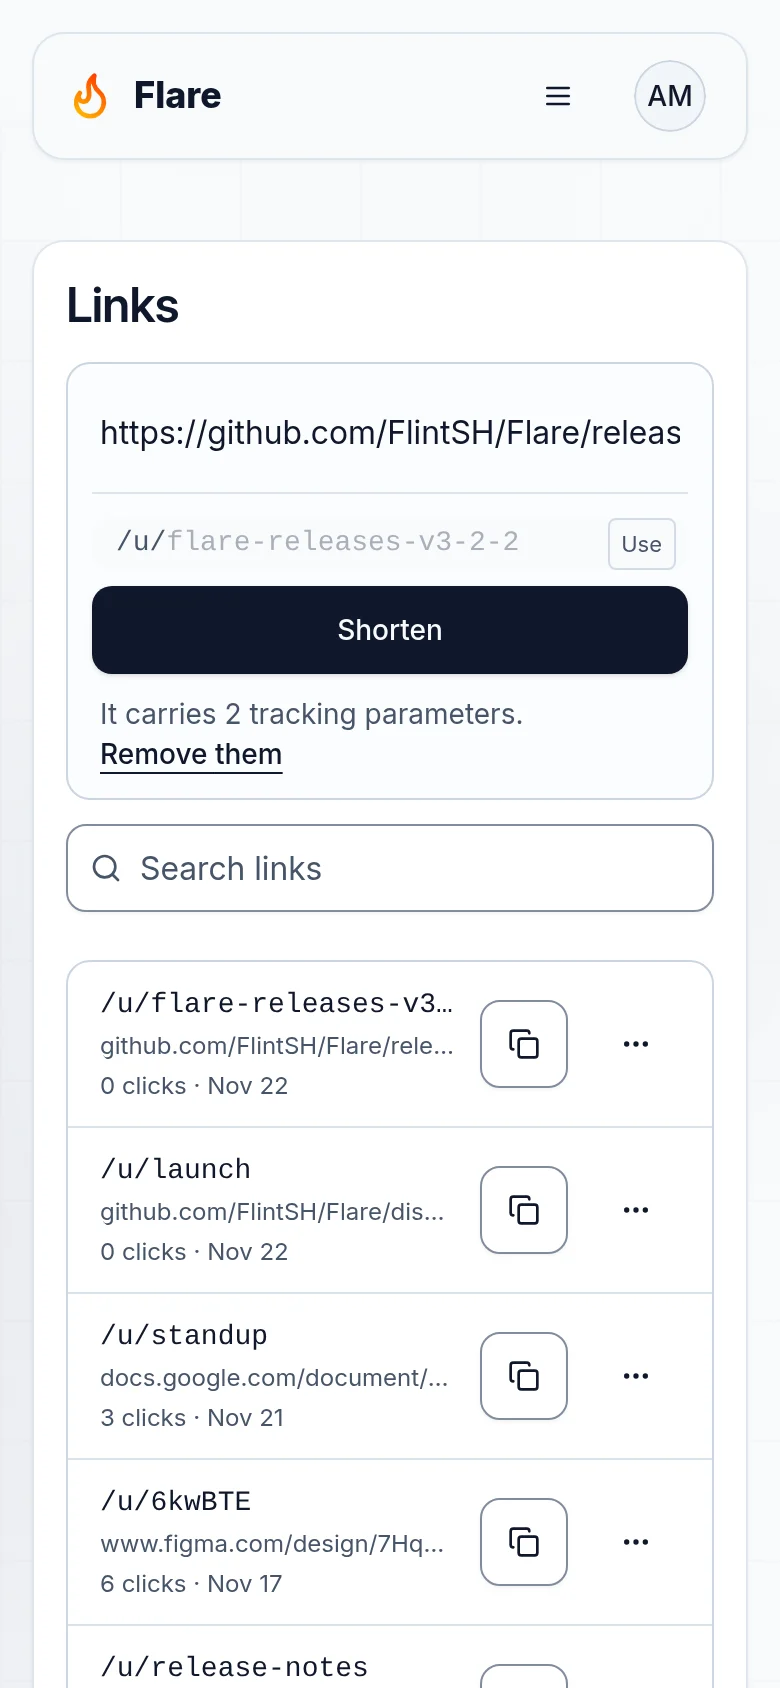 Flare
AM
Links
https://github.com/FlintSH/Flare/releas
/u/flare-releases-v3-2-2
Use
Shorten
It carries 2 tracking parameters.
Remove them
Search links
/u/flare-releases-v3…
github.com/FlintSH/Flare/rele...
0 clicks · Nov 22
/u/launch
github.com/FlintSH/Flare/dis...
0 clicks · Nov 22
/u/standup
docs.google.com/document/...
3 clicks · Nov 21
/u/6kwBTE
www.figma.com/design/7Hq...
6 clicks · Nov 17
/u/release-notes